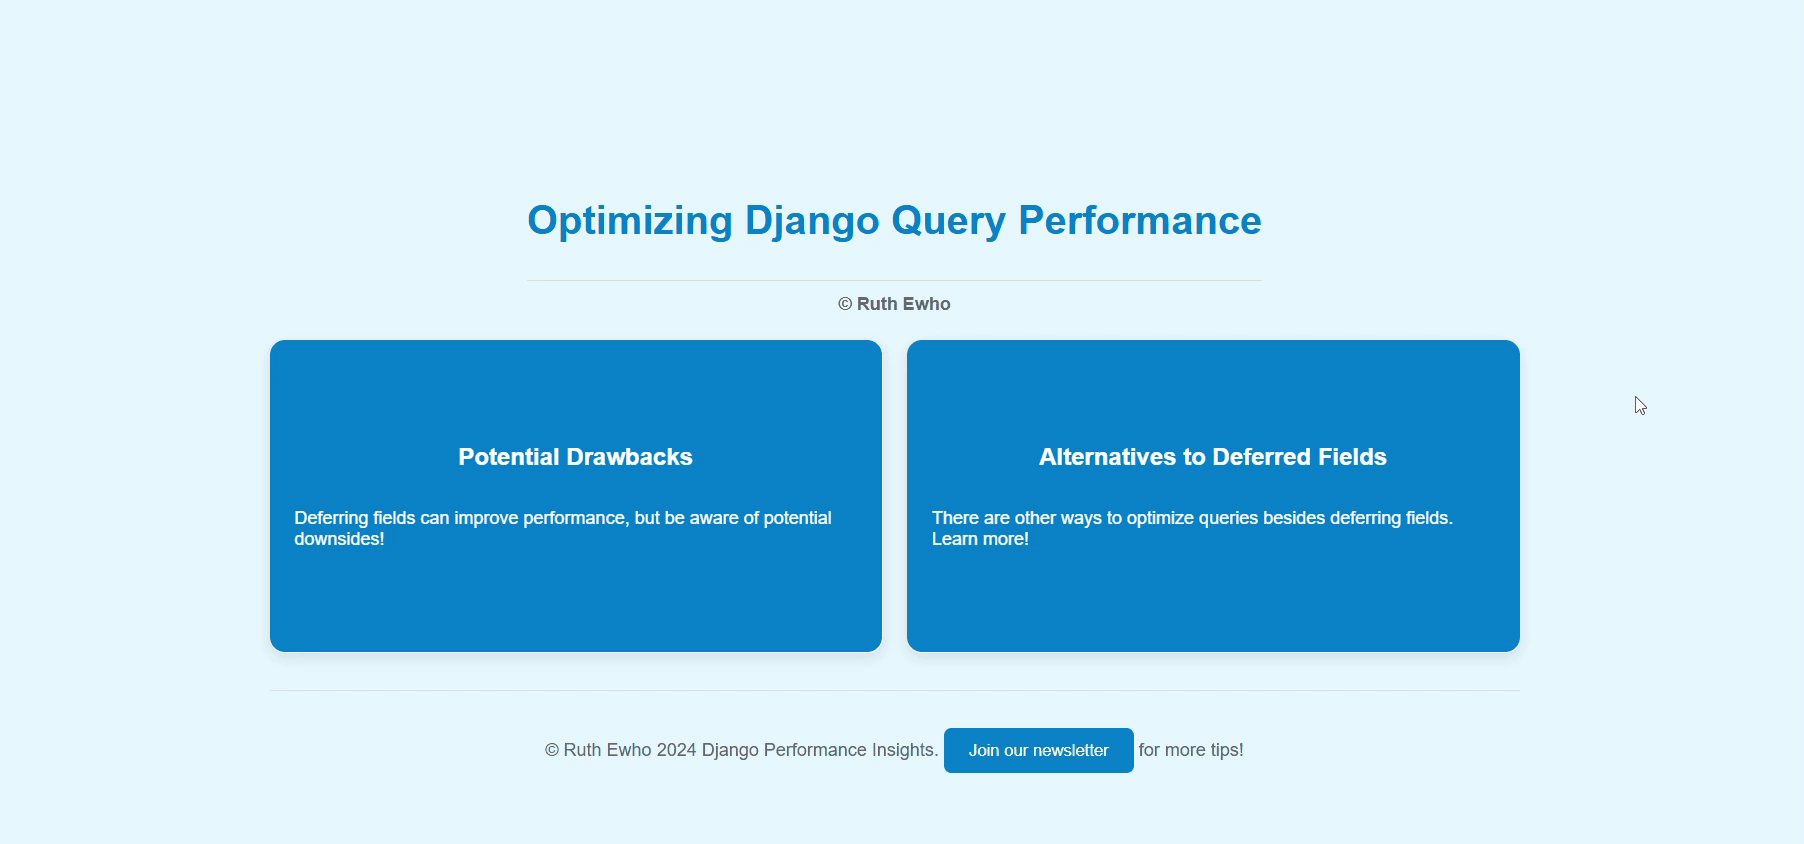 Optimizing Django Query Performance
© Ruth Ewho
Potential Drawbacks
Deferring fields can improve performance, but be aware of potential
downsides!
Alternatives to Deferred Fields
There are other ways to optimize queries besides deferring fields.
Learn more!
© Ruth Ewho 2024 Django Performance Insights. Join our newsletter for more tips!